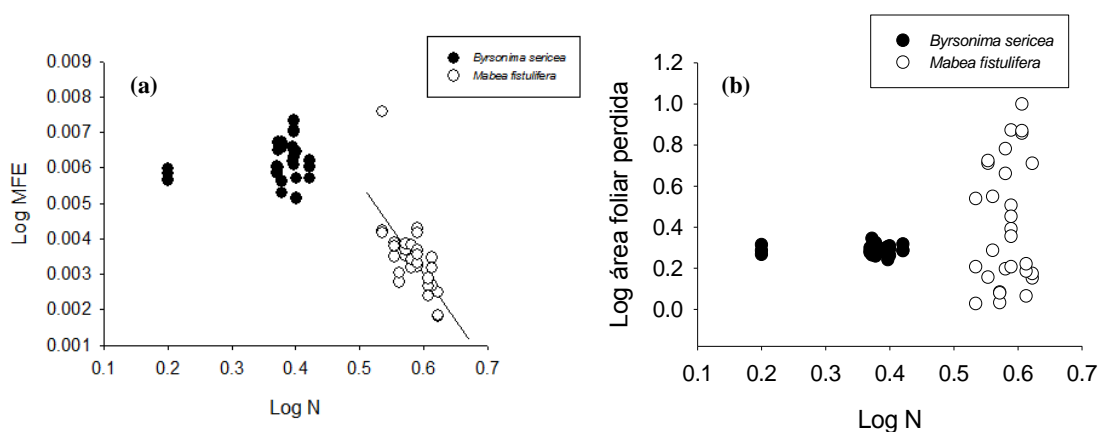 0.009
0.008
0.007
0.006
0.005
0.004
0.003
0.002
0.001
Log MFE
(a)
Byrsonima sericea
Mabea fistulifera
0.1 0.2 0.3 0.4 0.5 0.6 0.7
Log N
1.2
1.0
0.8
0.6
0.4
0.2
0.0
Log área foliar perdida
(b)
Byrsonima sericea
Mabea fistulifera
0.1 0.2 0.3 0.4 0.5 0.6 0.7
Log N